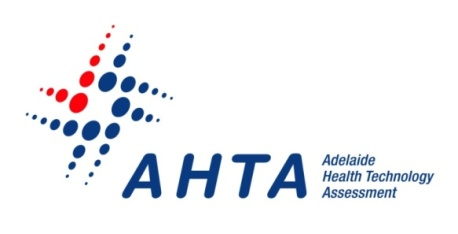 AHTA
Adelaide
Health Technology
Assessment